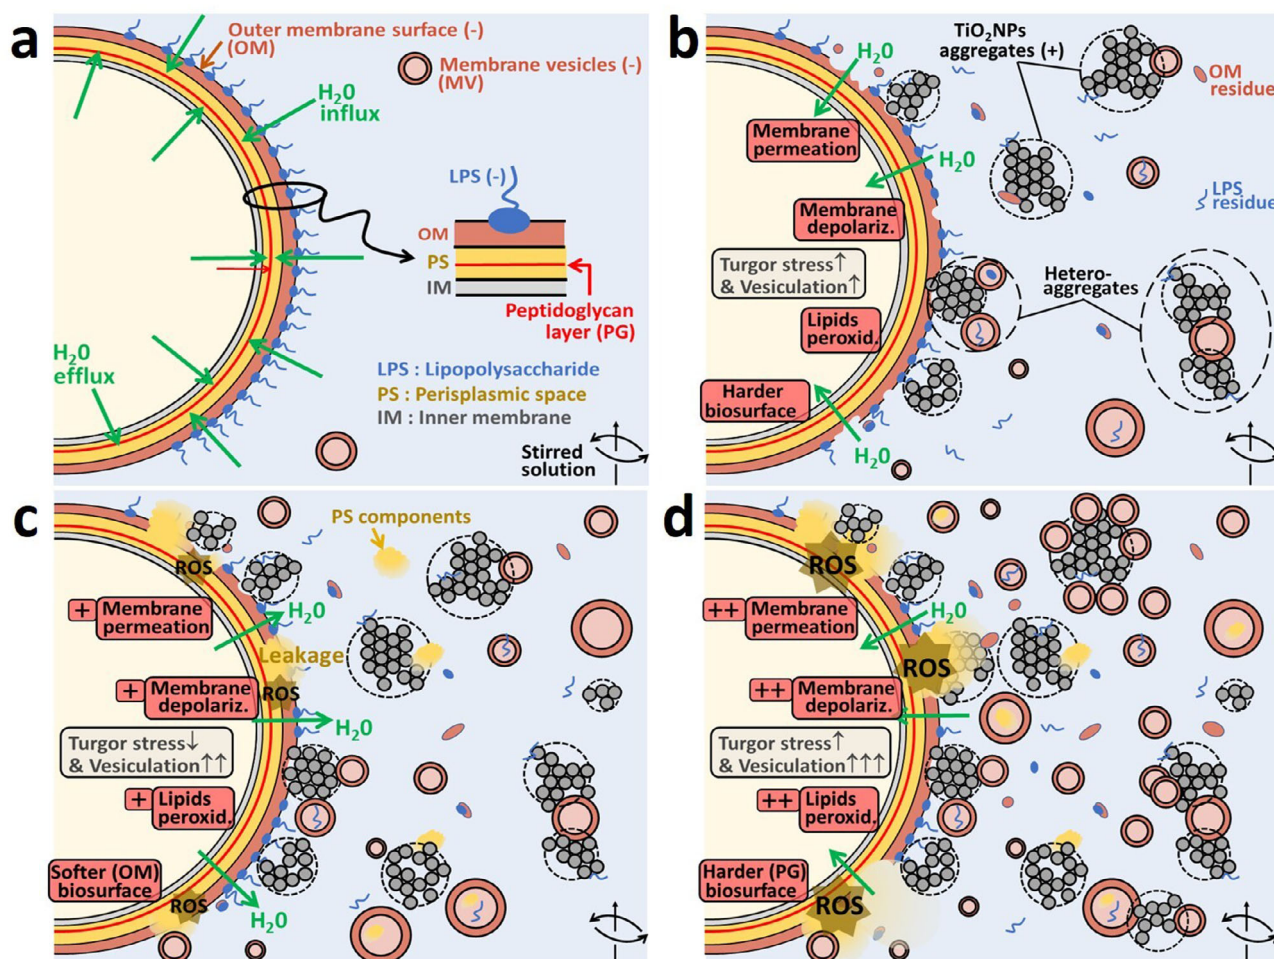 a
Outer membrane surface (-)
(OM)
Membrane vesicles (-)
(MV)
H20
influx
LPS (-)
OM
PS
IM
Peptidoglycan
layer (PG)
H20
efflux
LPS : Lipopolysaccharide
PS : Perisplasmic space
IM : Inner membrane
Stirred
solution
b
H20
TiO2NPs
aggregates (+)
OM
residue
Membrane
permeation
H20
LPS
residue
Membrane
depolariz.
Turgor stress↑
& Vesiculation↑
Hetero-
aggregates
Lipids
peroxid.
Harder
biosurface
H20
c
PS components
ROS
+
Membrane
permeation
H20
Leakage
+
Membrane
depolariz.
ROS
H20
Turgor stress↓
& Vesiculation↑↑
+
Lipids
peroxid.
Softer (OM)
biosurface
ROS
H20
d
ROS
++
Membrane
permeation
H20
ROS
++
Membrane
depolariz.
Turgor stress↑
& Vesiculation↑↑↑
++
Lipids
peroxid.
Harder (PG)
biosurface
ROS